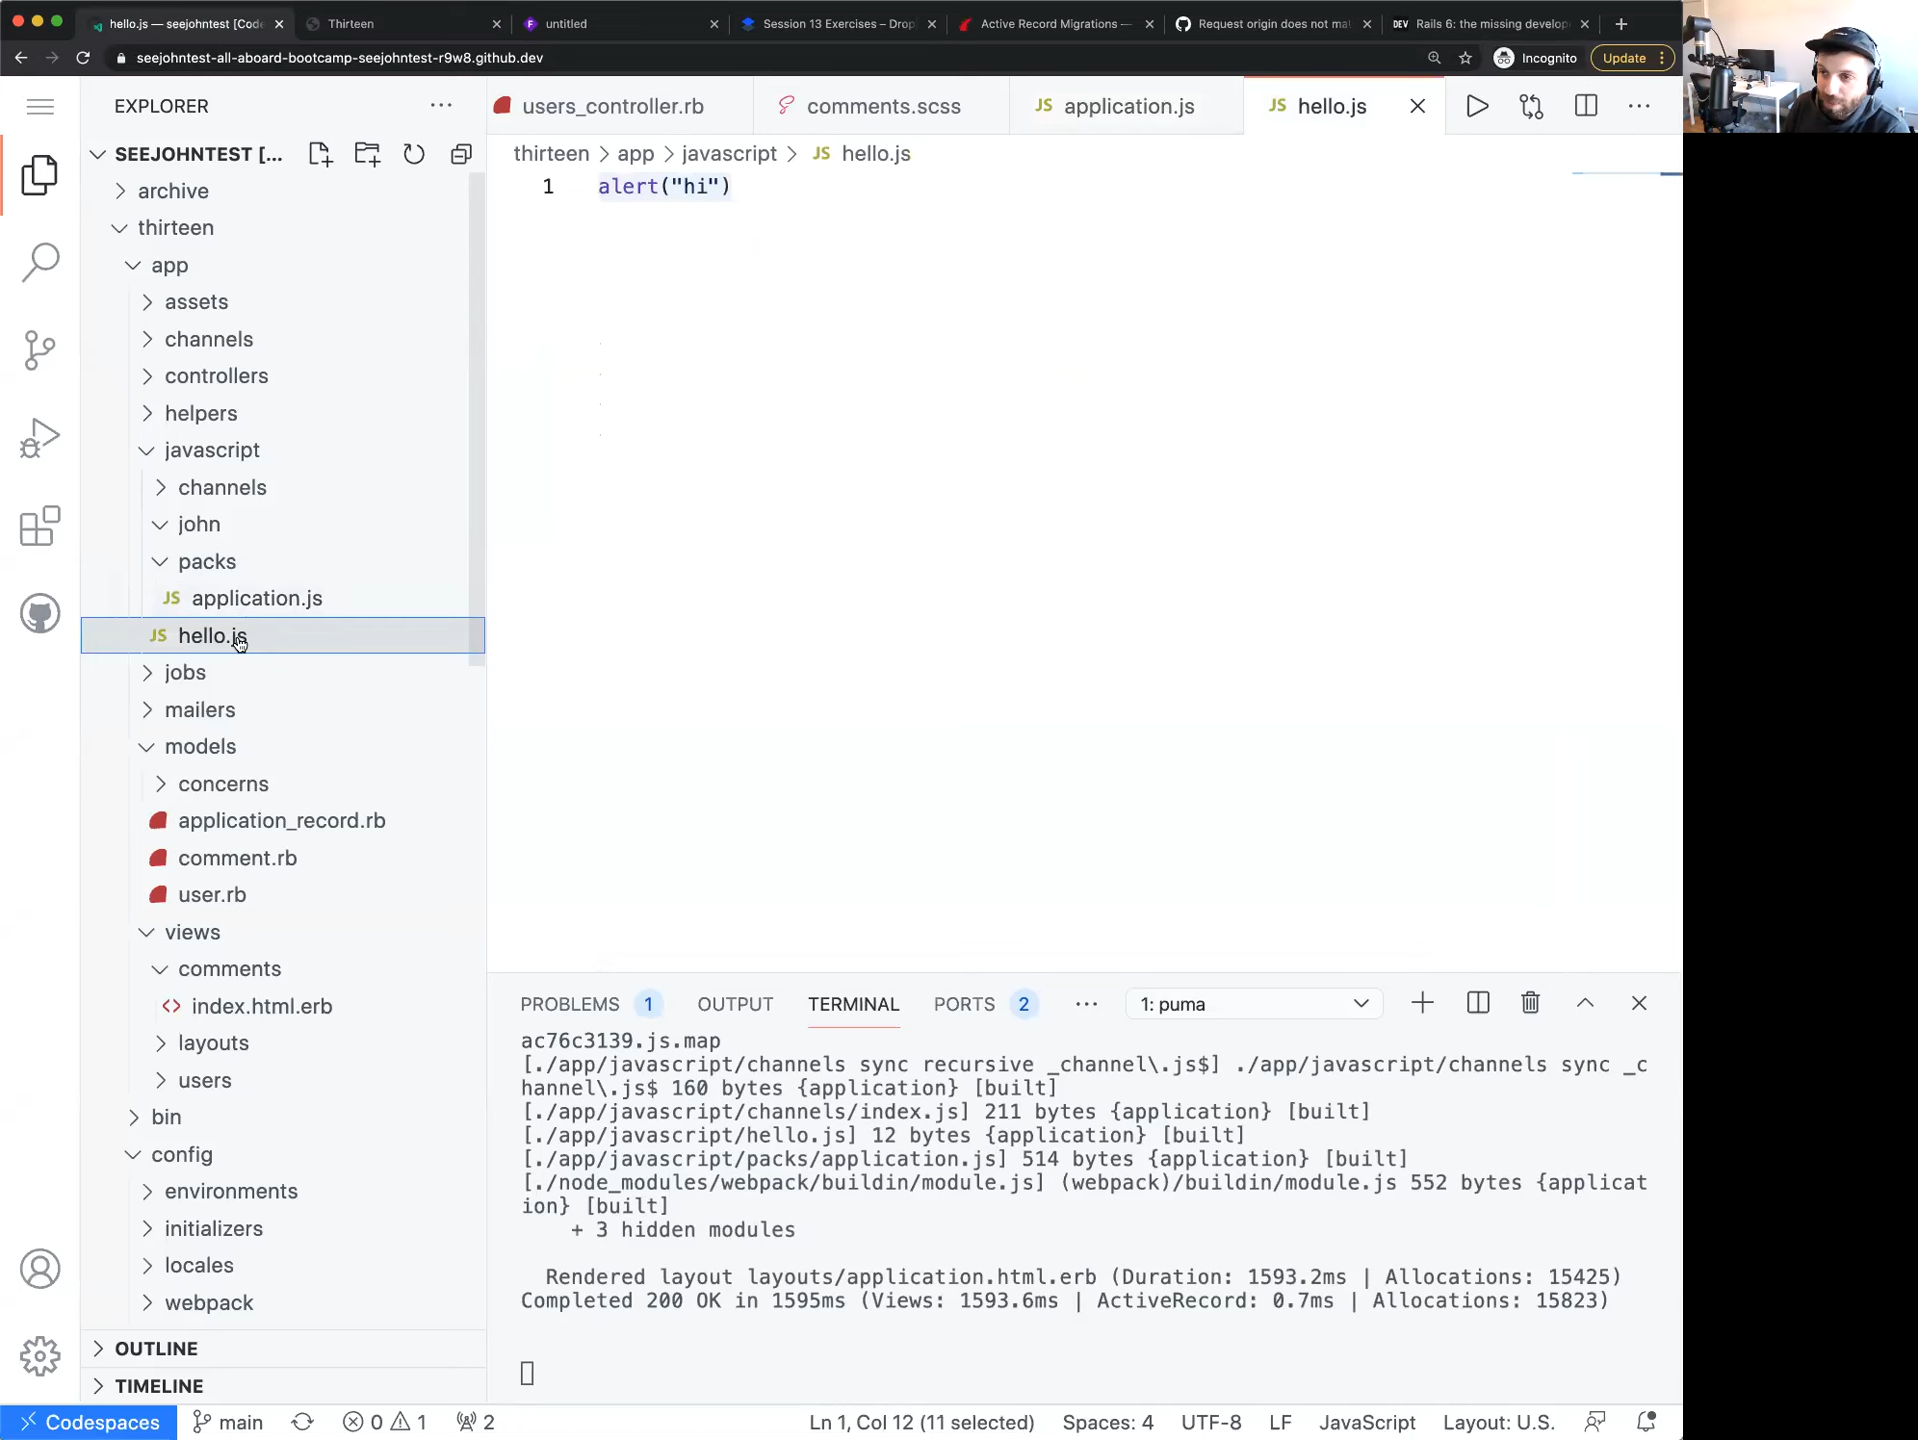 hello.js — seejohntest [Code
Thirteen
untitled
Session 13 Exercises – Drop
Active Record Migrations —
Request origin does not ma
DEV Rails 6: the missing develop
seejohntest-all-aboard-bootcamp-seejohntest-r9w8.github.dev
Incognito
Update
EXPLORER
users_controller.rb
comments.scss
JS application.js
JS hello.js
SEEJOHNTEST [...
thirteen > app > javascript > JS hello.js
1 alert("hi")
archive
thirteen
app
assets
channels
controllers
helpers
javascript
channels
john
packs
JS application.js
JS hello.js
jobs
mailers
models
concerns
application_record.rb
comment.rb
user.rb
views
comments
<> index.html.erb
layouts
users
bin
config
environments
initializers
locales
webpack
OUTLINE
TIMELINE
PROBLEMS 1 OUTPUT TERMINAL PORTS 2 ··· 1: puma
ac76c3139.js.map
[./app/javascript/channels sync recursive _channel\.js$] ./app/javascript/channels sync _c
hannel\.js$ 160 bytes {application} [built]
[./app/javascript/channels/index.js] 211 bytes {application} [built]
[./app/javascript/hello.js] 12 bytes {application} [built]
[./app/javascript/packs/application.js] 514 bytes {application} [built]
[./node_modules/webpack/buildin/module.js] (webpack)/buildin/module.js 552 bytes {applicat
ion} [built]
+ 3 hidden modules
Rendered layout layouts/application.html.erb (Duration: 1593.2ms | Allocations: 15425)
Completed 200 OK in 1595ms (Views: 1593.6ms | ActiveRecord: 0.7ms | Allocations: 15823)
Codespaces main 0 1 2
Ln 1, Col 12 (11 selected) Spaces: 4 UTF-8 LF JavaScript Layout: U.S.